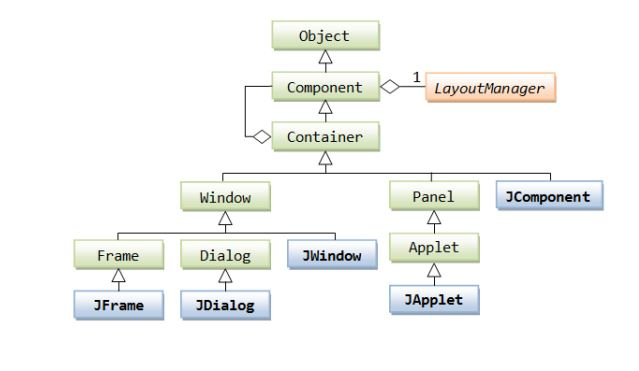 Object
Component
1
LayoutManager
Container
Window
Panel
JComponent
Frame
Dialog
JWindow
Applet
JFrame
JDialog
JApplet